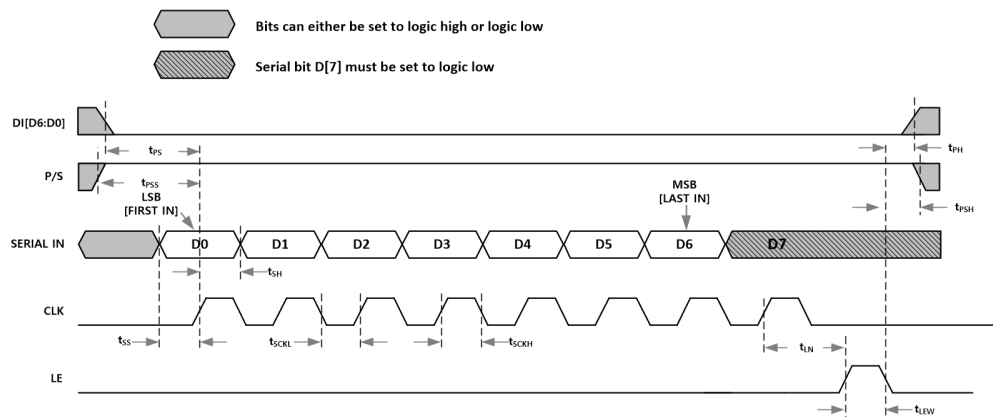 Bits can either be set to logic high or logic low
Serial bit D[7] must be set to logic low
DI[D6:D0]
tPS
tPH
P/S
tPSS
LSB
[FIRST IN]
MSB
[LAST IN]
tPSH
SERIAL IN
D0
D1
D2
D3
D4
D5
D6
D7
tSH
CLK
tSS
tSCKL
tSCKH
tLN
LE
tLEW